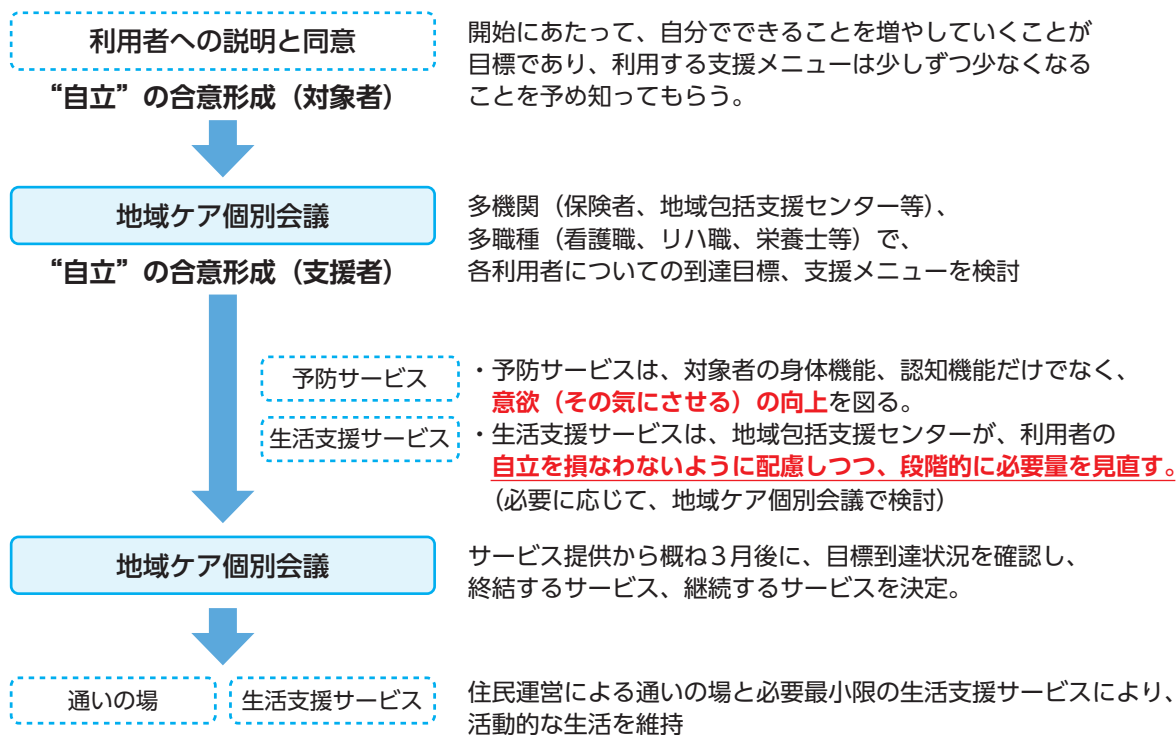 利用者への説明と同意
“自立”の合意形成（対象者）
開始にあたって、自分でできることを増やしていくことが
目標であり、利用する支援メニューは少しずつ少なくなる
ことを予め知ってもらう。
地域ケア個別会議
“自立”の合意形成（支援者）
多機関（保険者、地域包括支援センター等）、
多職種（看護職、リハ職、栄養士等）で、
各利用者についての到達目標、支援メニューを検討
予防サービス
生活支援サービス
・予防サービスは、対象者の身体機能、認知機能だけでなく、
意欲（その気にさせる）の向上を図る。
・生活支援サービスは、地域包括支援センターが、利用者の
自立を損なわないように配慮しつつ、段階的に必要量を見直す。
（必要に応じて、地域ケア個別会議で検討）
地域ケア個別会議
サービス提供から概ね３月後に、目標到達状況を確認し、
終結するサービス、継続するサービスを決定。
通いの場
生活支援サービス
住民運営による通いの場と必要最小限の生活支援サービスにより、
活動的な生活を維持